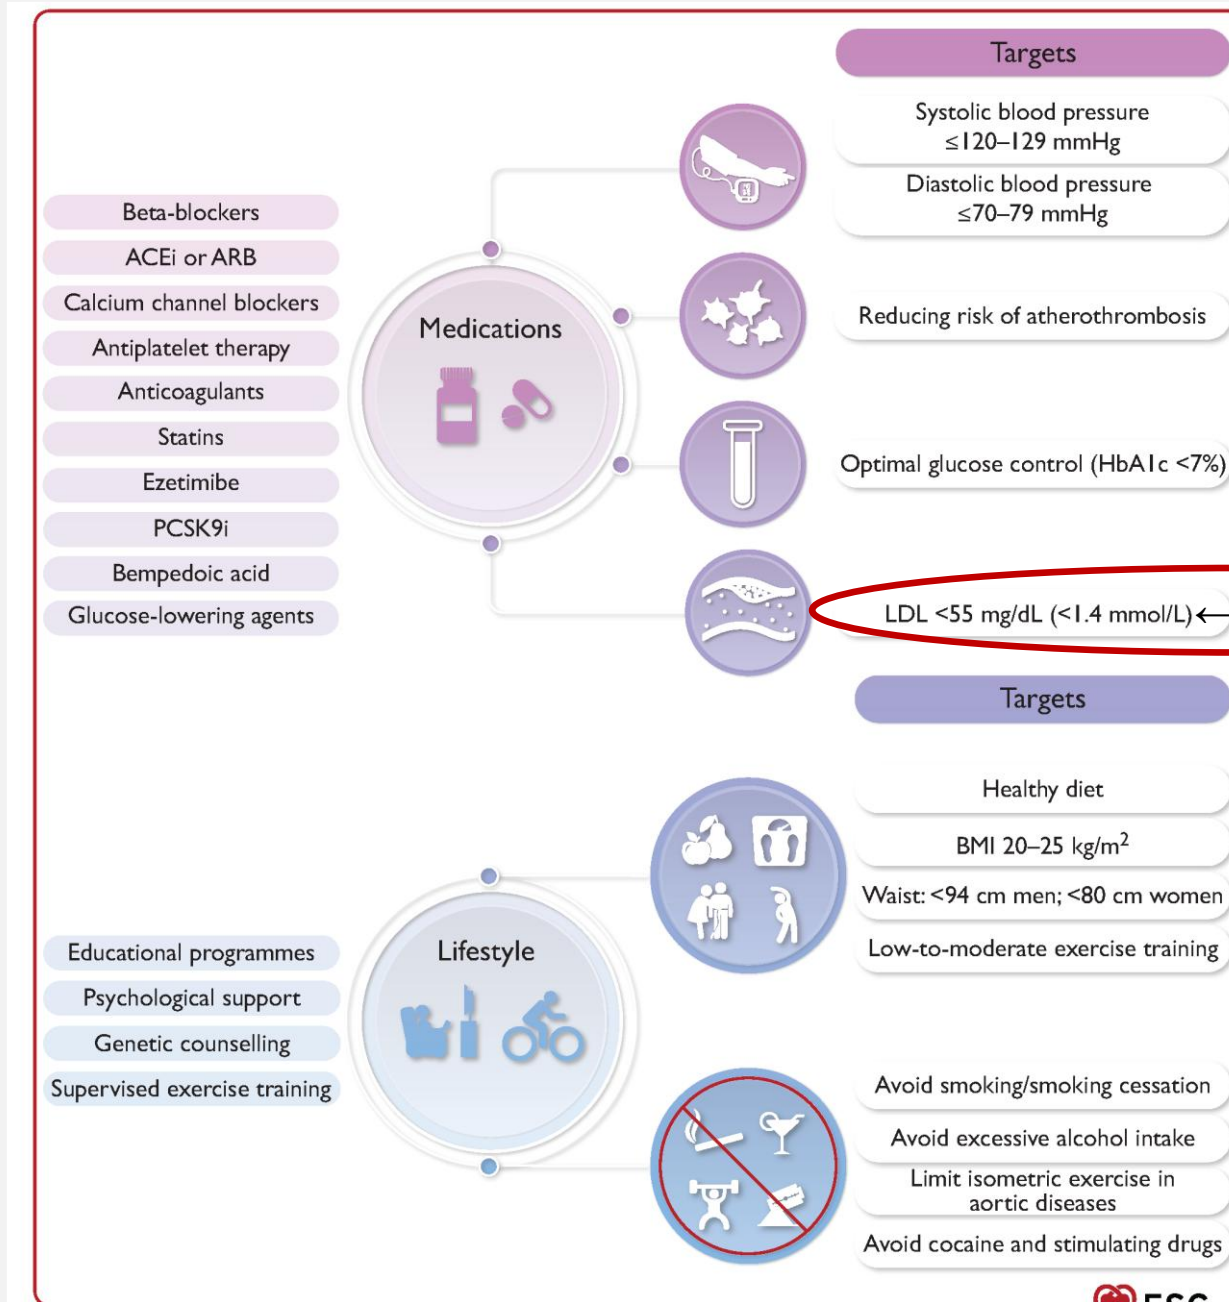 Targets
Systolic blood pressure
≤120–129 mmHg
Diastolic blood pressure
≤70–79 mmHg
Beta-blockers
ACEi or ARB
Calcium channel blockers
Antiplatelet therapy
Anticoagulants
Statins
Ezetimibe
PCSK9i
Bempedoic acid
Glucose-lowering agents
Medications
Reducing risk of atherothrombosis
Optimal glucose control (HbA1c <7%)
LDL <55 mg/dL (<1.4 mmol/L) ←
Targets
Healthy diet
BMI 20–25 kg/m²
Waist: <94 cm men; <80 cm women
Low-to-moderate exercise training
Lifestyle
Educational programmes
Psychological support
Genetic counselling
Supervised exercise training
Avoid smoking/smoking cessation
Avoid excessive alcohol intake
Limit isometric exercise in
aortic diseases
Avoid cocaine and stimulating drugs
ESC